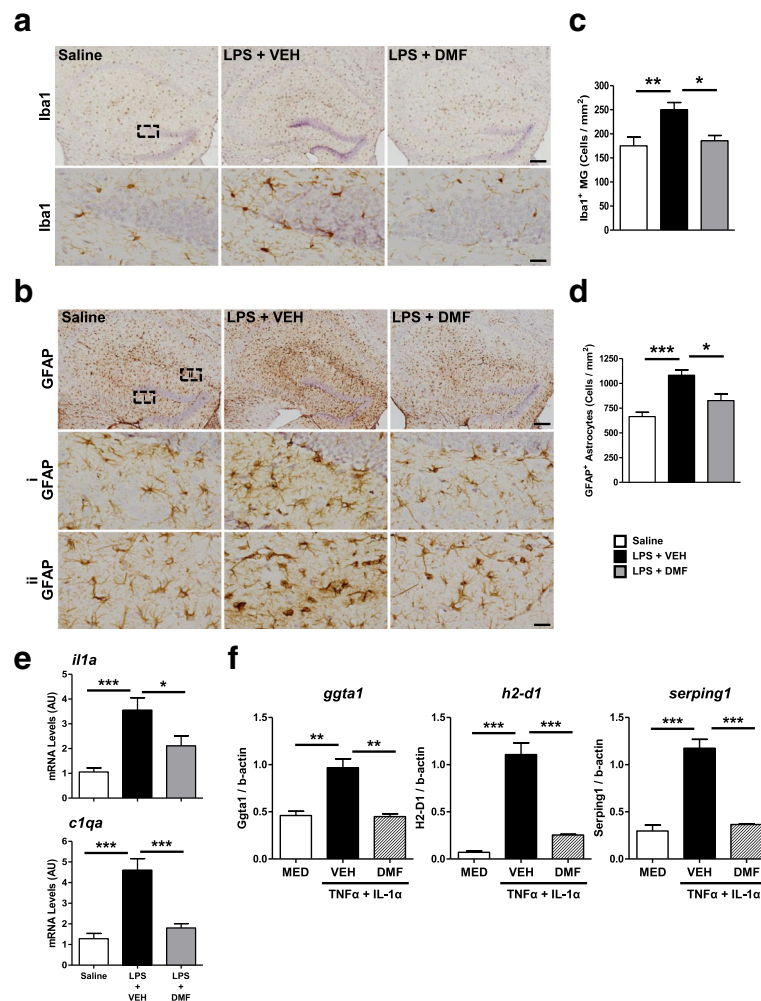 a
Saline
LPS + VEH
LPS + DMF
Iba1
Iba1
b
Saline
LPS + VEH
LPS + DMF
GFAP
i
GFAP
ii
GFAP
c
**
*
300
250
200
150
100
50
0
Iba1+ MG (Cells / mm²)
d
***
*
1250
1000
750
500
250
0
GFAP+ Astrocytes (Cells / mm²)
Saline
LPS + VEH
LPS + DMF
e
il1a
***
*
5
4
3
2
1
0
mRNA Levels (AU)
c1qa
***
***
6
5
4
3
2
1
0
mRNA Levels (AU)
Saline
LPS + VEH
LPS + DMF
f
ggta1
**
**
1.5
1.0
0.5
0.0
Ggta1 / b-actin
MED
VEH
DMF
TNFα + IL-1α
h2-d1
***
***
1.5
1.0
0.5
0.0
H2-D1 / b-actin
MED
VEH
DMF
TNFα + IL-1α
serping1
***
***
1.5
1.0
0.5
0.0
Serping1 / b-actin
MED
VEH
DMF
TNFα + IL-1α